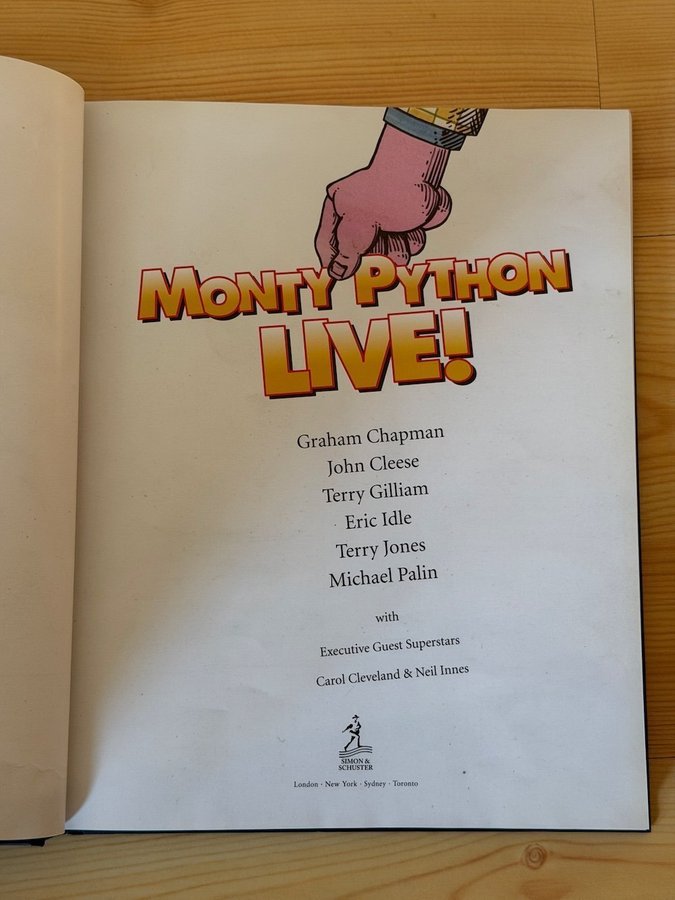 MONTY PYTHON
LIVE!
Graham Chapman
John Cleese
Terry Gilliam
Eric Idle
Terry Jones
Michael Palin
with
Executive Guest Superstars
Carol Cleveland & Neil Innes
SIMON &
SCHUSTER
London · New York · Sydney · Toronto